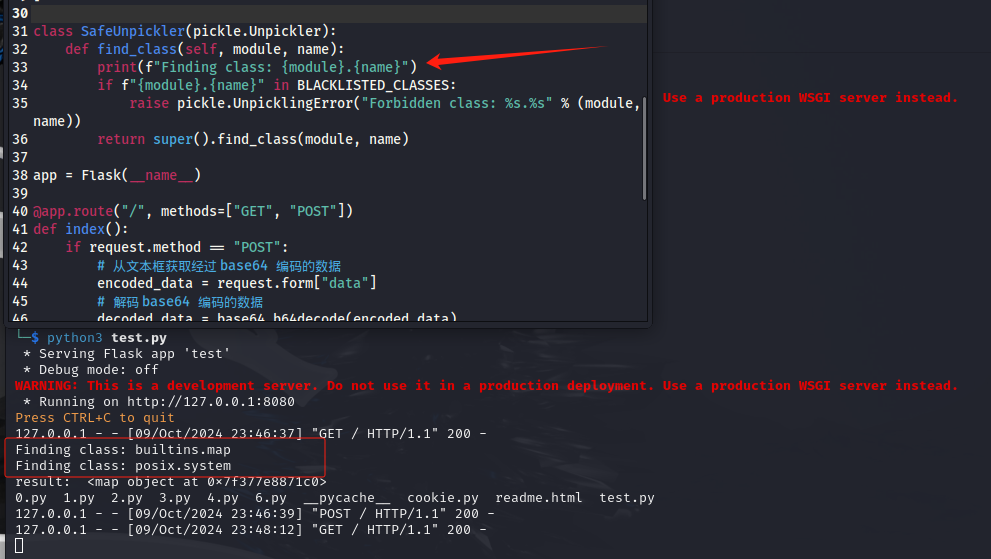 30
31 class SafeUnpickler(pickle.Unpickler):
32     def find_class(self, module, name):
33         print(f"Finding class: {module}.{name}")
34         if f"{module}.{name}" in BLACKLISTED_CLASSES:
35             raise pickle.UnpicklingError("Forbidden class: %s.%s" % (module,
name))
36         return super().find_class(module, name)
37
38 app = Flask(__name__)
39
40 @app.route("/", methods=["GET", "POST"])
41 def index():
42     if request.method == "POST":
43         # 从文本框获取经过 base64 编码的数据
44         encoded_data = request.form["data"]
45         # 解码 base64 编码的数据
46         decoded_data = base64.b64decode(encoded_data)
Use a production WSGI server instead.
└─$ python3 test.py
 * Serving Flask app 'test'
 * Debug mode: off
WARNING: This is a development server. Do not use it in a production deployment. Use a production WSGI server instead.
 * Running on http://127.0.0.1:8080
Press CTRL+C to quit
127.0.0.1 - - [09/Oct/2024 23:46:37] "GET / HTTP/1.1" 200 -
Finding class: builtins.map
Finding class: posix.system
result:  <map object at 0×7f377e8871c0>
0.py  1.py  2.py  3.py  4.py  6.py  __pycache__  cookie.py  readme.html  test.py
127.0.0.1 - - [09/Oct/2024 23:46:39] "POST / HTTP/1.1" 200 -
127.0.0.1 - - [09/Oct/2024 23:48:12] "GET / HTTP/1.1" 200 -